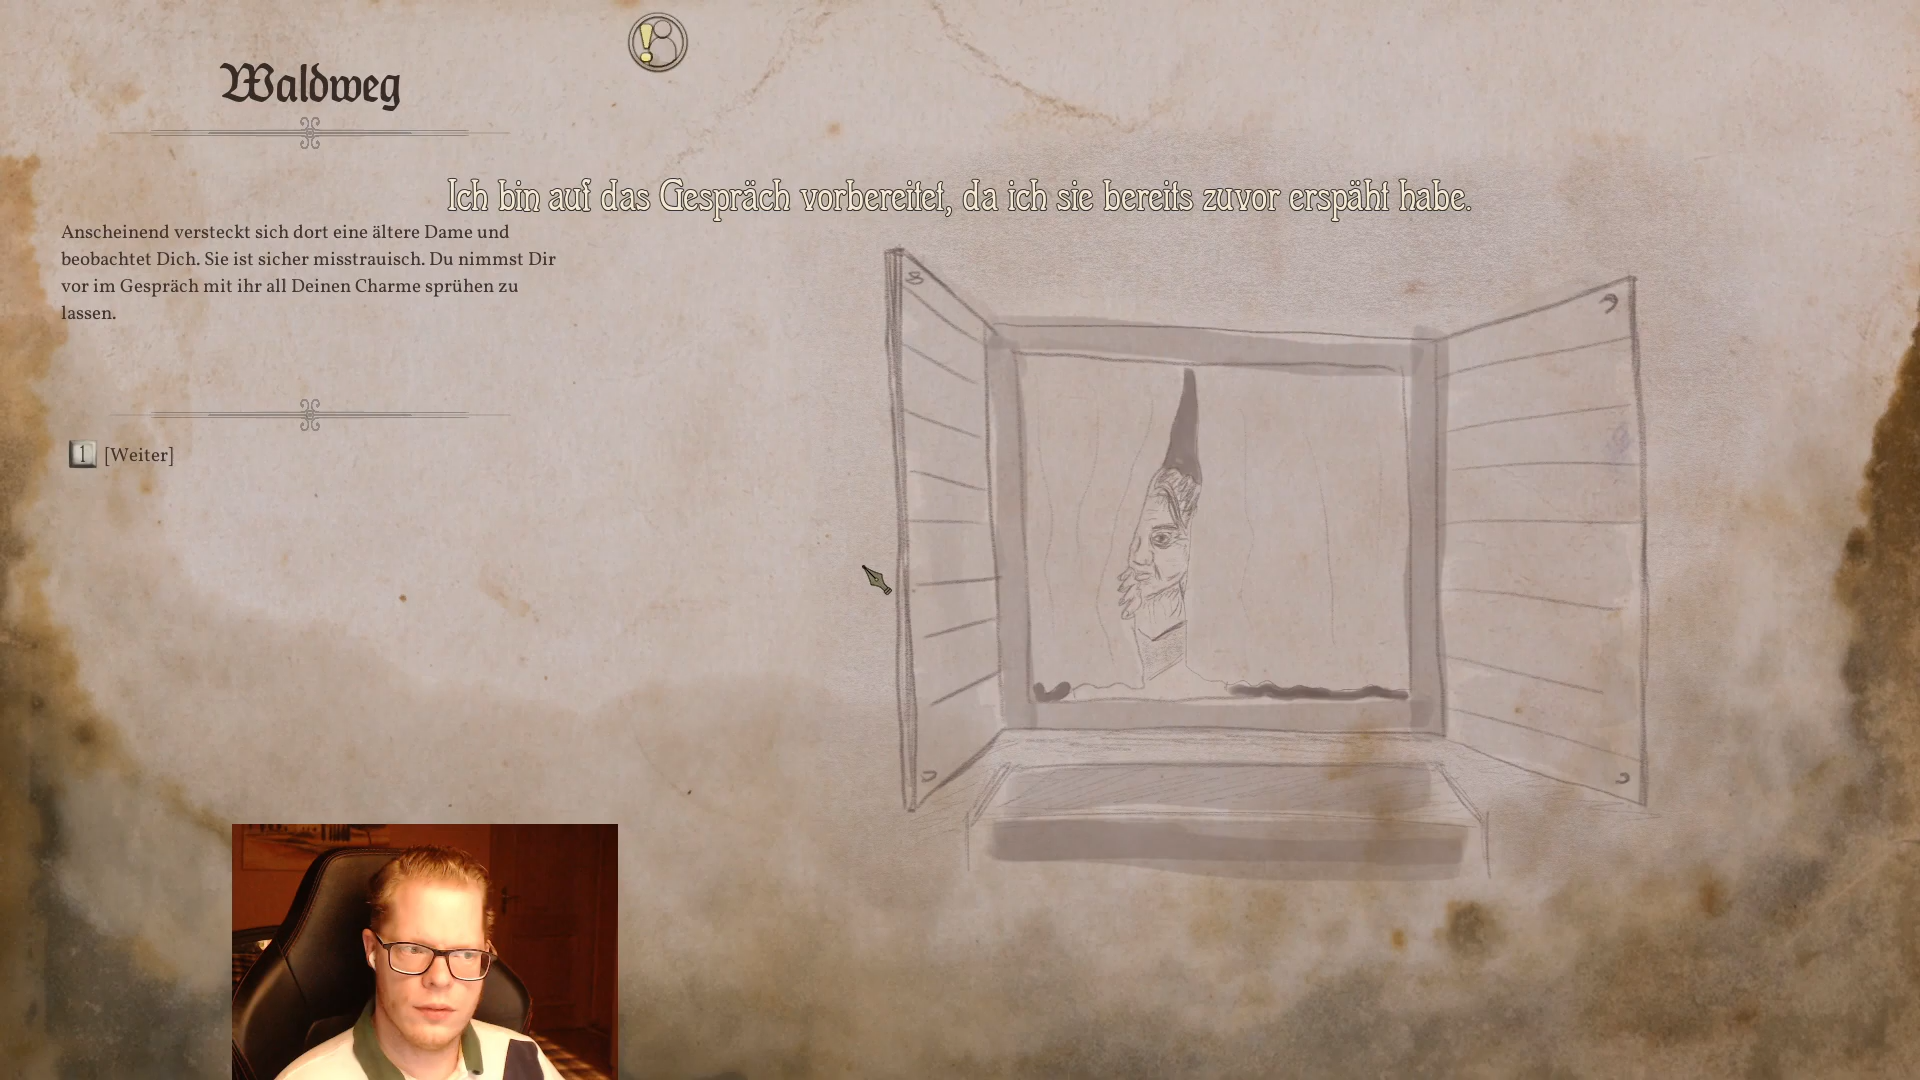 Waldweg
Ich bin auf das Gespräch vorbereitet, da ich sie bereits zuvor erspäht habe.
Anscheinend versteckt sich dort eine ältere Dame und
beobachtet Dich. Sie ist sicher misstrauisch. Du nimmst Dir
vor im Gespräch mit ihr all Deinen Charme sprühen zu
lassen.
1 [Weiter]